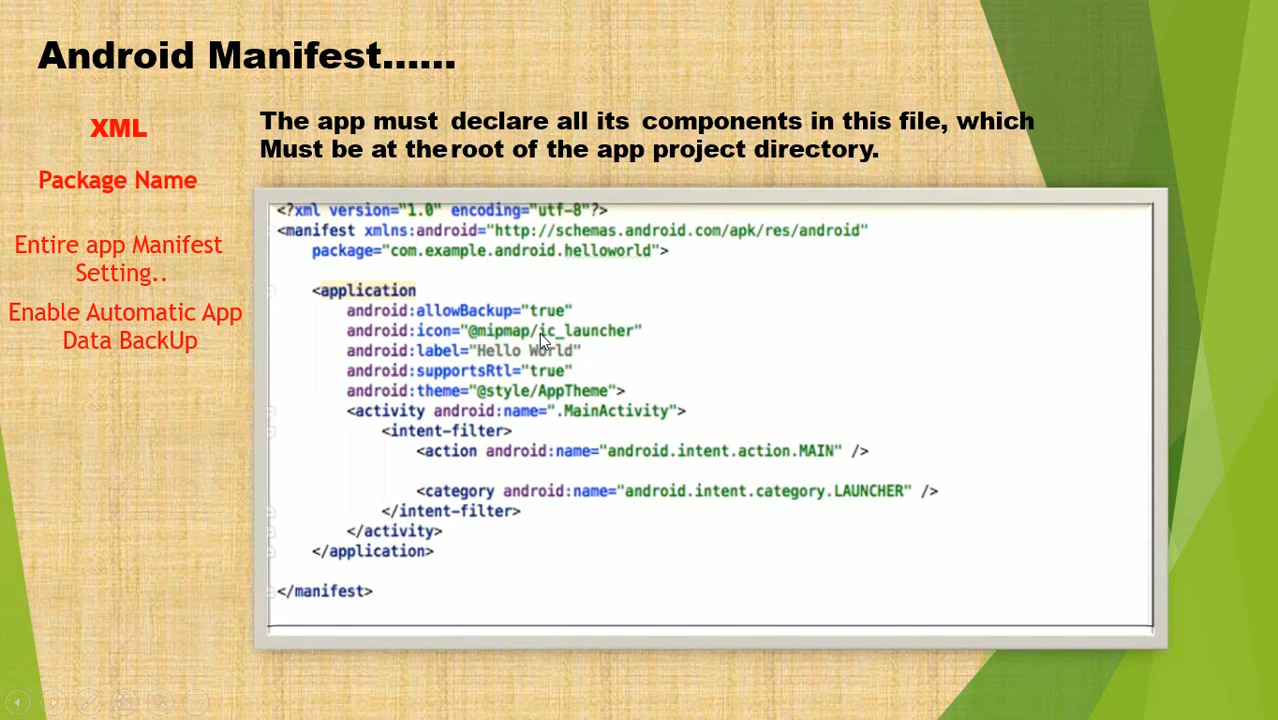 Android Manifest......
XML
Package Name
Entire app Manifest
Setting..
Enable Automatic App
Data BackUp
The app must declare all its components in this file, which
Must be at the root of the app project directory.
<?xml version="1.0" encoding="utf-8"?>
<manifest xmlns:android="http://schemas.android.com/apk/res/android"
    package="com.example.android.helloworld">
    <application
        android:allowBackup="true"
        android:icon="@mipmap/ic_launcher"
        android:label="Hello World"
        android:supportsRtl="true"
        android:theme="@style/AppTheme">
        <activity android:name=".MainActivity">
            <intent-filter>
                <action android:name="android.intent.action.MAIN" />
                <category android:name="android.intent.category.LAUNCHER" />
            </intent-filter>
        </activity>
    </application>
</manifest>